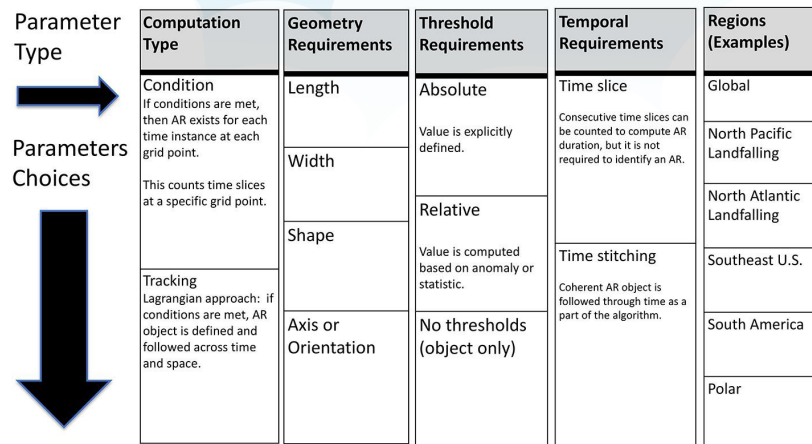 Parameter
Type
Parameters
Choices
Computation
Type
Condition
If conditions are met,
then AR exists for each
time instance at each
grid point.
This counts time slices
at a specific grid point.
Tracking
Lagrangian approach: if
conditions are met, AR
object is defined and
followed across time
and space.
Geometry
Requirements
Length
Width
Shape
Axis or
Orientation
Threshold
Requirements
Absolute
Value is explicitly
defined.
Relative
Value is computed
based on anomaly or
statistic.
No thresholds
(object only)
Temporal
Requirements
Time slice
Consecutive time slices can
be counted to compute AR
duration, but it is not
required to identify an AR.
Time stitching
Coherent AR object is
followed through time as a
part of the algorithm.
Regions
(Examples)
Global
North Pacific
Landfalling
North Atlantic
Landfalling
Southeast U.S.
South America
Polar